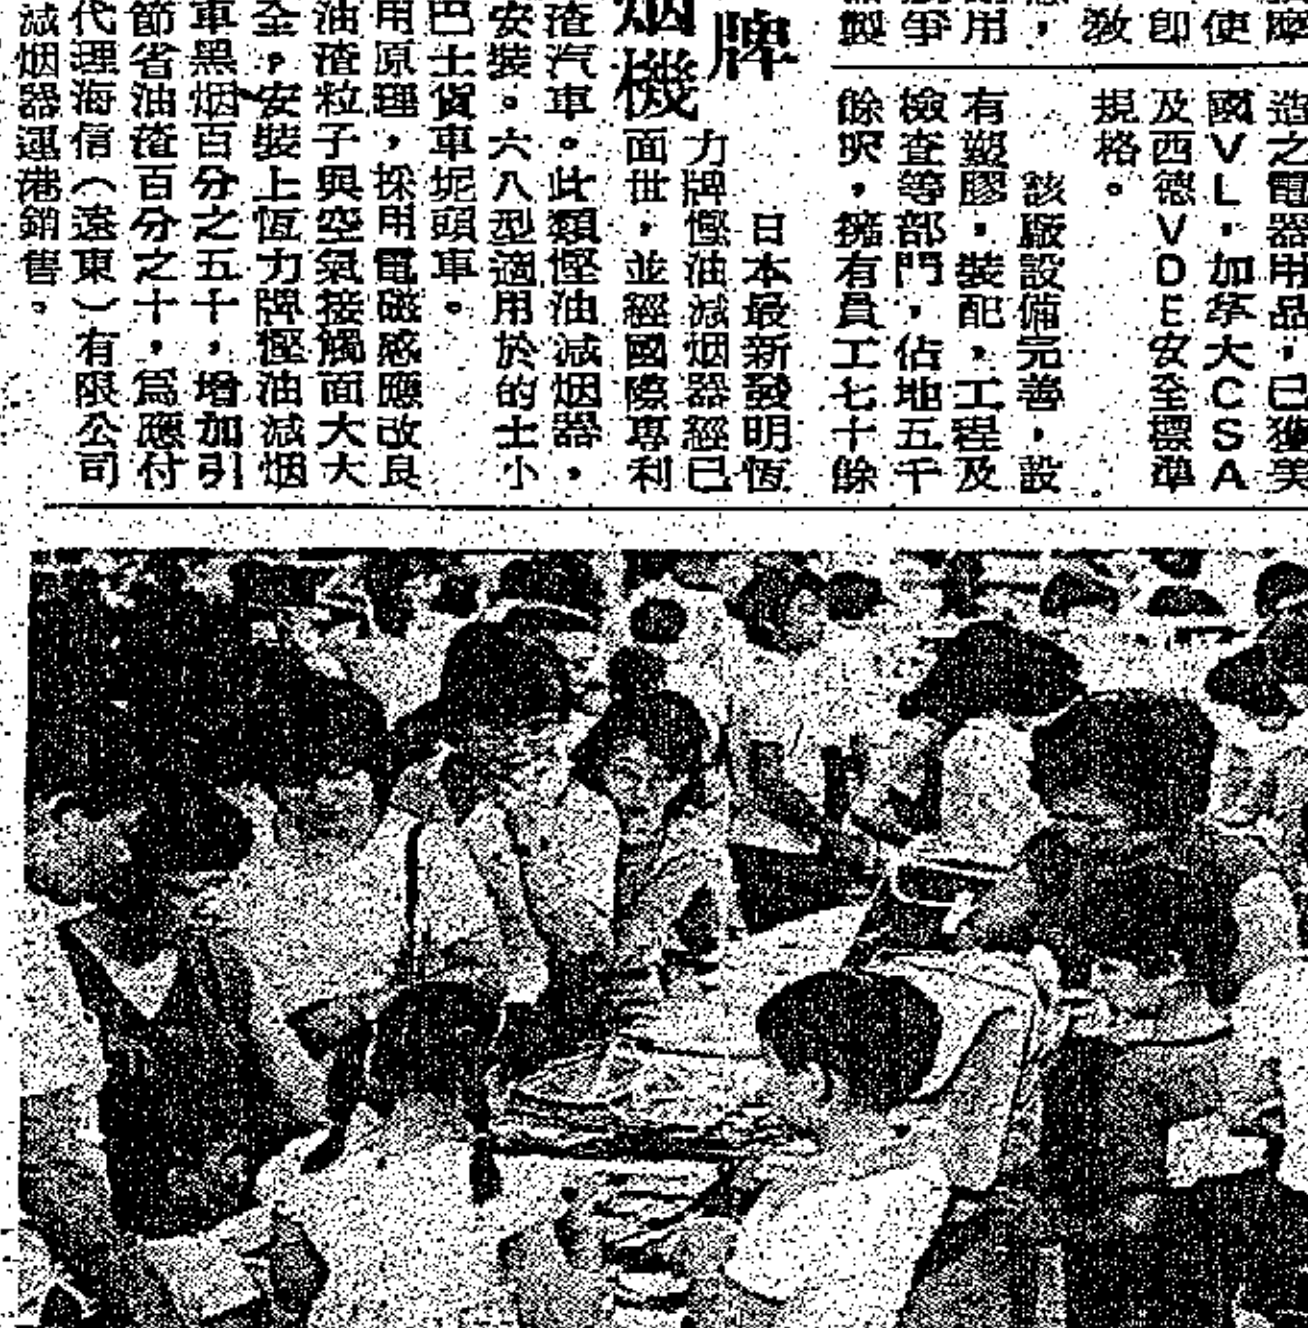 使
即
教
，
用
爭
製
造之電器用品，已獲美
國VL，加拿大CSA
及西德VDE安全標準
規格。
該廠設備完善，設
有塑膠，裝配，工程及
檢查等部門，佔地五千
餘呎，擁有員工七十餘
牌
烟機
日本最新發明恆
力牌慳油減烟器經已
面世，並經國際專利
渣汽車。此類慳油減烟器，
安裝。六八型適用於的士小
巴士貨車坭頭車。
用原理，採用電磁感應改良
油渣粒子與空氣接觸面大大
全，安裝上恆力牌慳油減烟
車黑烟百分之五十，增加引
節省油渣百分之十，爲應付
代理海信（遠東）有限公司
減烟器運港銷售。